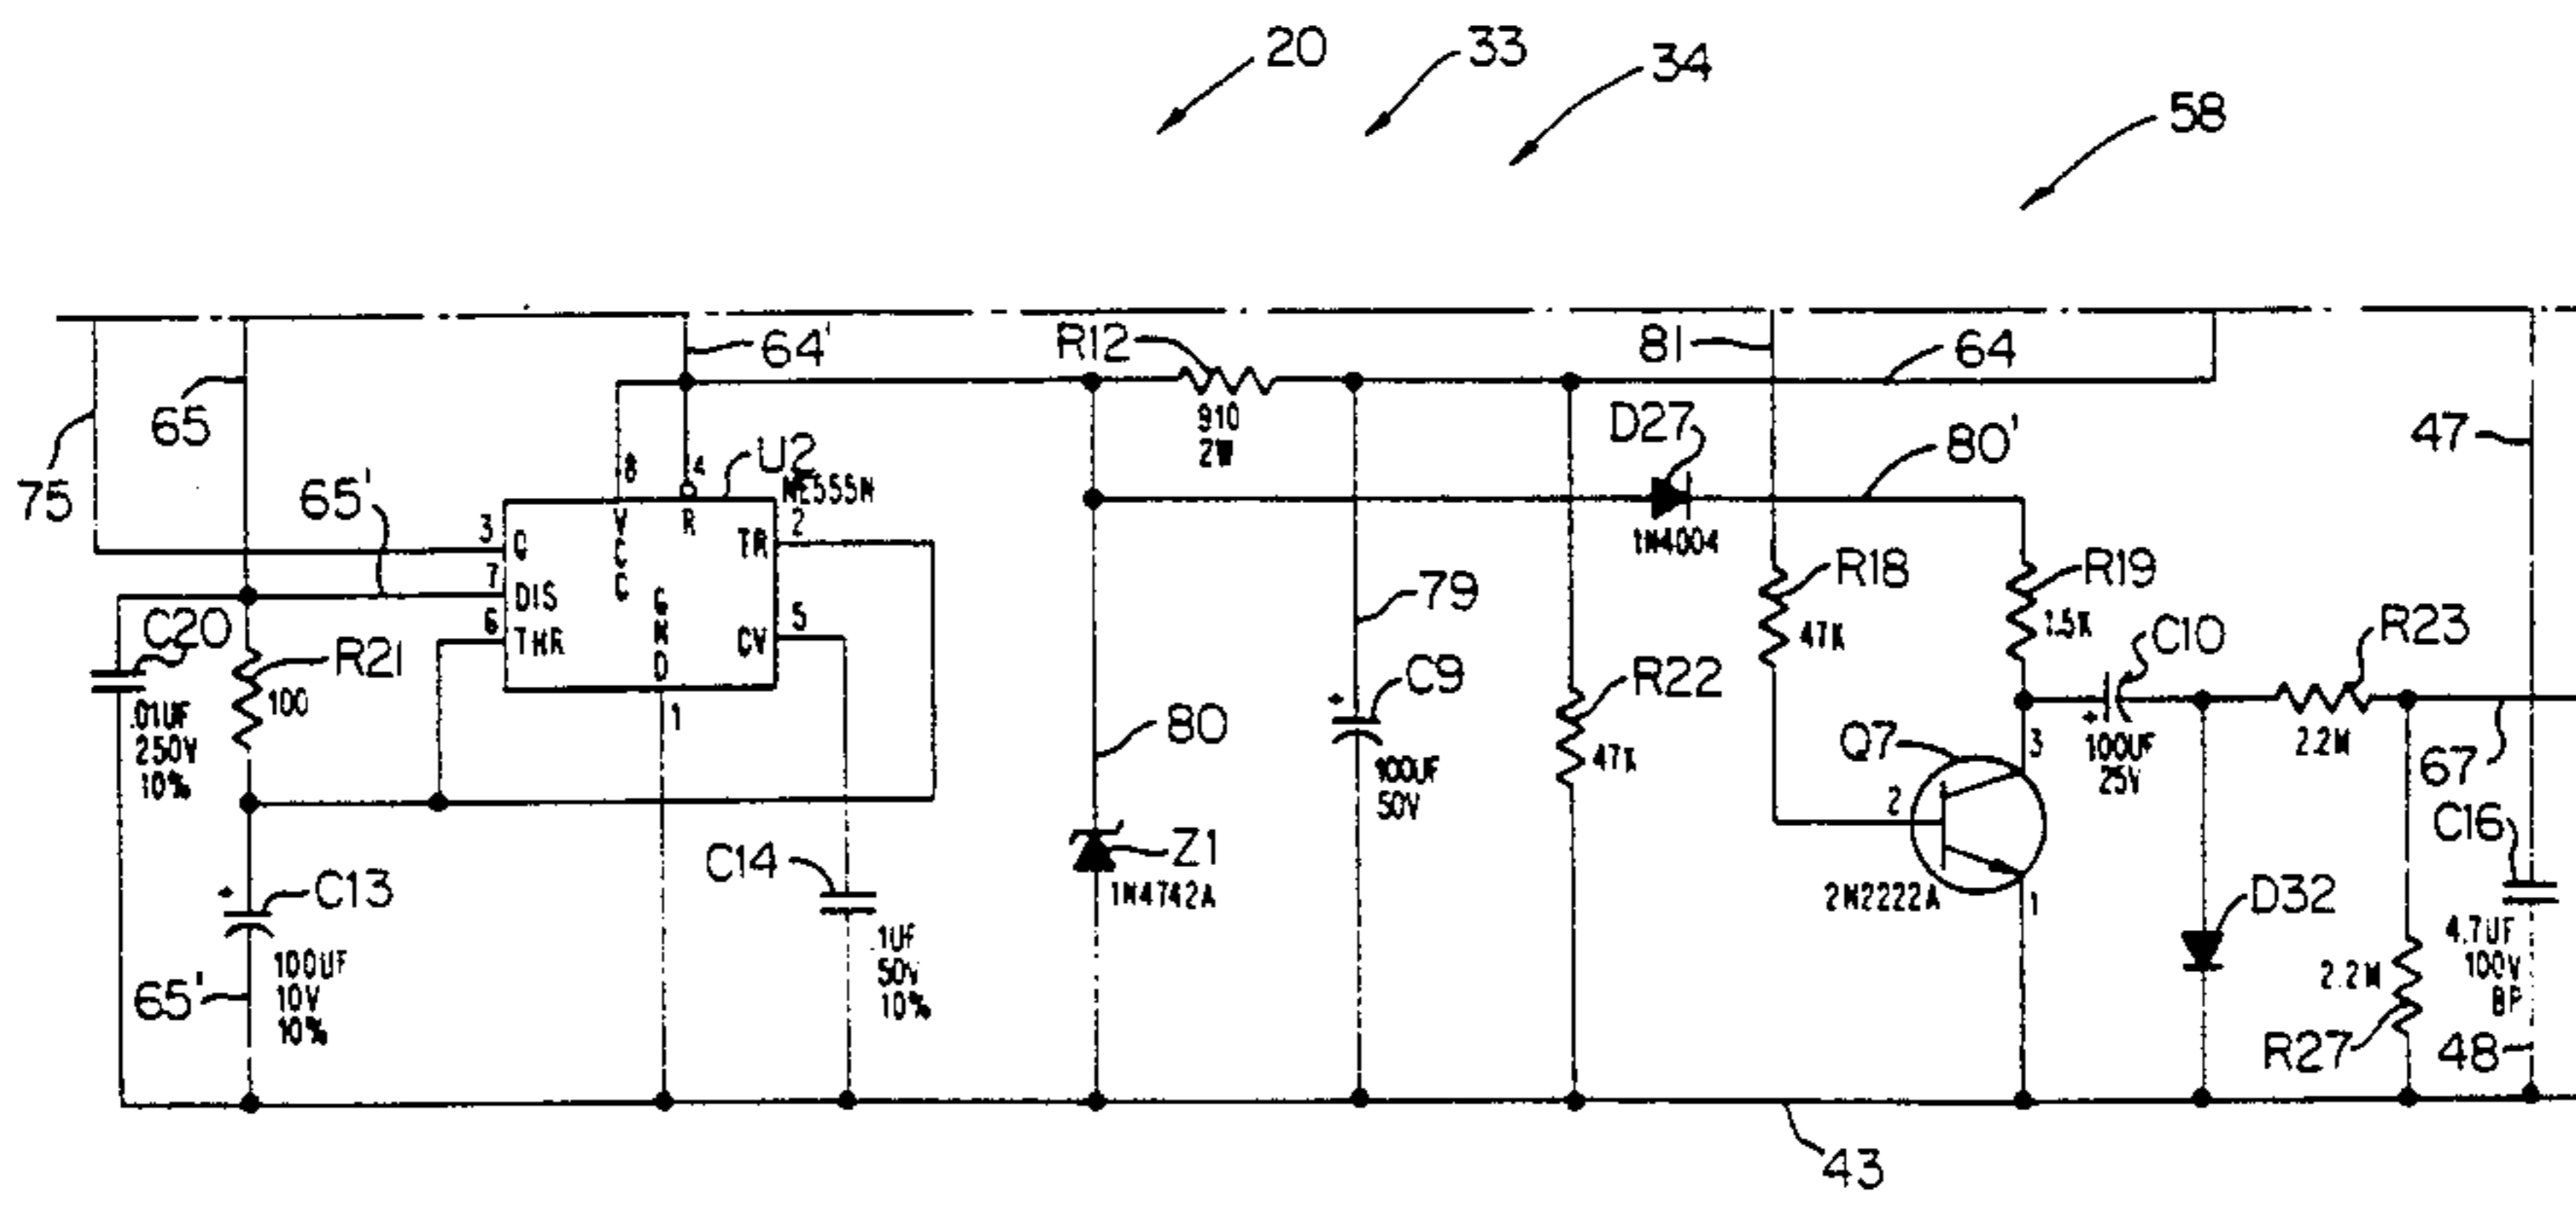 20
33
34
58
64'
R12
81
64
65
910
2W
D27
80'
47
75
65'
8
4
U2
NE555N
3
Q
VCC
R
2
TR
1N4004
7
DIS
GND
5
79
R18
R19
C20
6
THR
CV
47K
1.5K
C10
R23
R21
100
C9
R22
.01UF
250V
10%
1
80
100UF
50V
47K
Q7
3
100UF
25V
2.2M
67
C14
Z1
1N4742A
2
C16
C13
2N2222A
1
D32
4.7UF
100V
BP
65'
100UF
10V
10%
.1UF
50V
10%
2.2M
R27
48
43